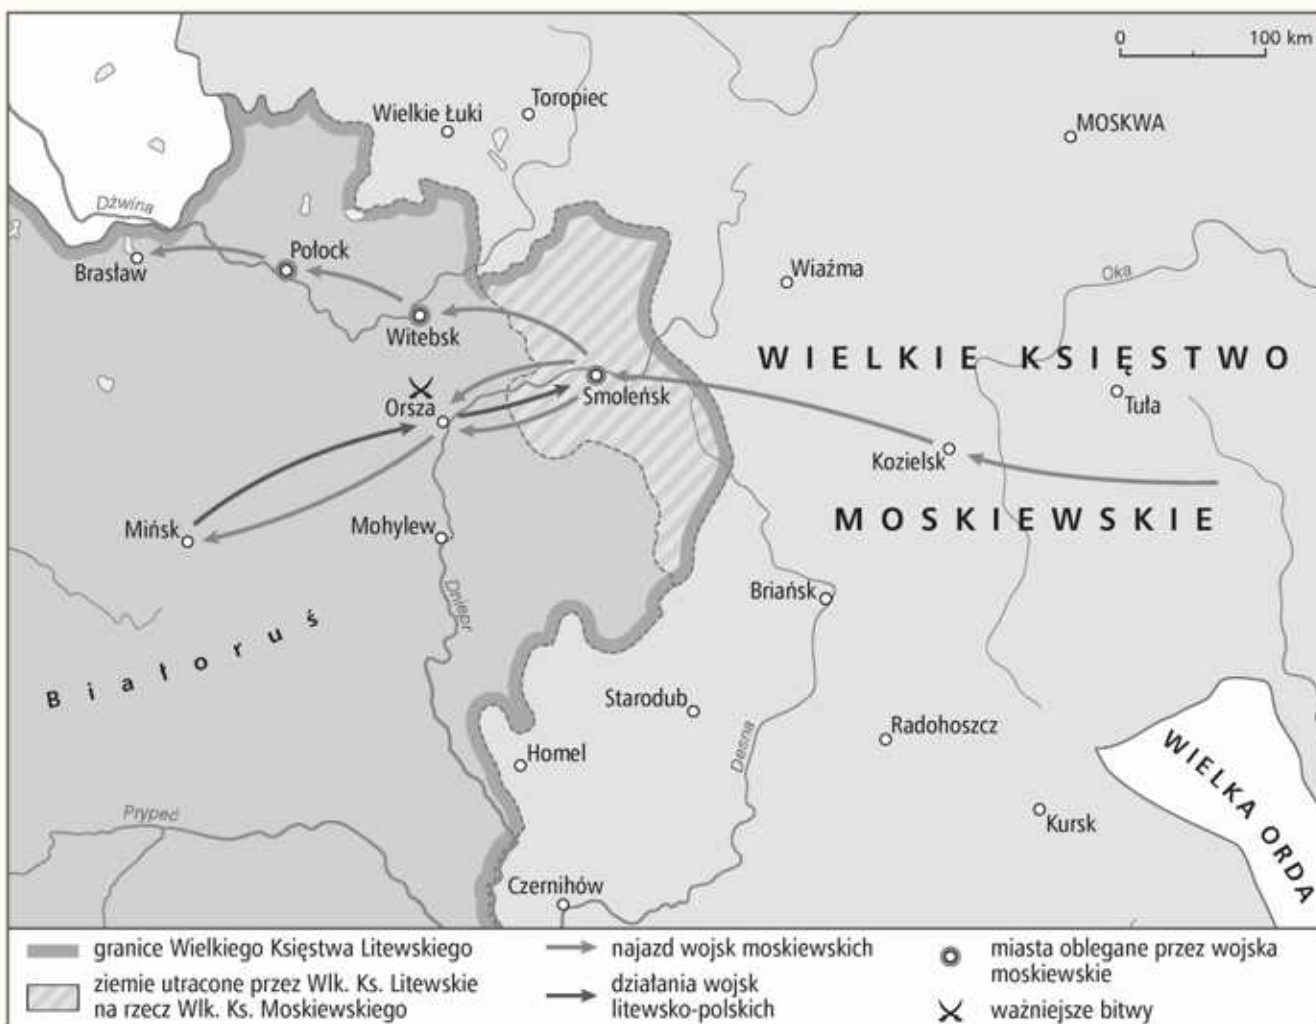 0 100 km
Wielkie Łuki
Toropiec
MOSKWA
Dźwina
Połock
Brasław
Wiaźma
Oka
Witebsk
WIELKIE KSIĘSTWO
Orsza
Smoleńsk
Tuła
Kozielsk
MOSKIEWSKIE
Mińsk
Mohylew
Dniepr
Briańsk
Białoruś
Starodub
Radohoszcz
Desna
Homel
WIELKA ORDA
Prypeć
Kursk
Czernihów
granice Wielkiego Księstwa Litewskiego
ziemie utracone przez Wlk. Ks. Litewskie
na rzecz Wlk. Ks. Moskiewskiego
najazd wojsk moskiewskich
działania wojsk
litewsko-polskich
miasta oblegane przez wojska
moskiewskie
ważniejsze bitwy